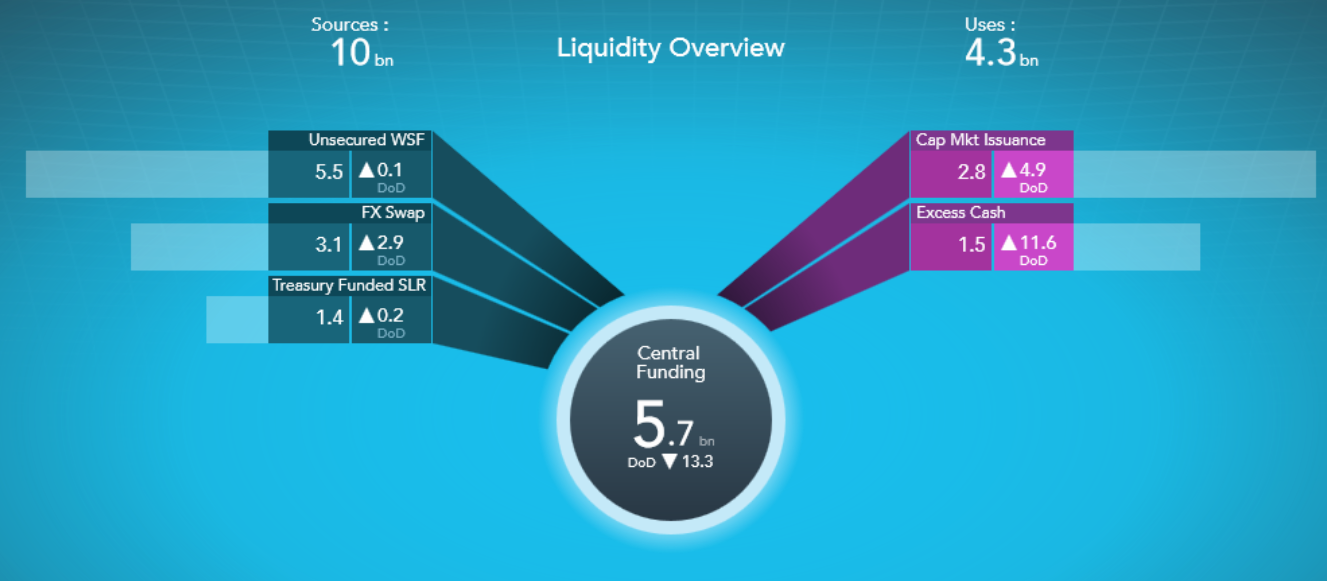 Sources :
10 bn
Liquidity Overview
Uses :
4.3 bn
Unsecured WSF
5.5 ▲0.1
DoD
FX Swap
3.1 ▲2.9
DoD
Treasury Funded SLR
1.4 ▲0.2
DoD
Cap Mkt Issuance
2.8 ▲4.9
DoD
Excess Cash
1.5 ▲11.6
DoD
Central
Funding
5.7 bn
DoD ▼ 13.3